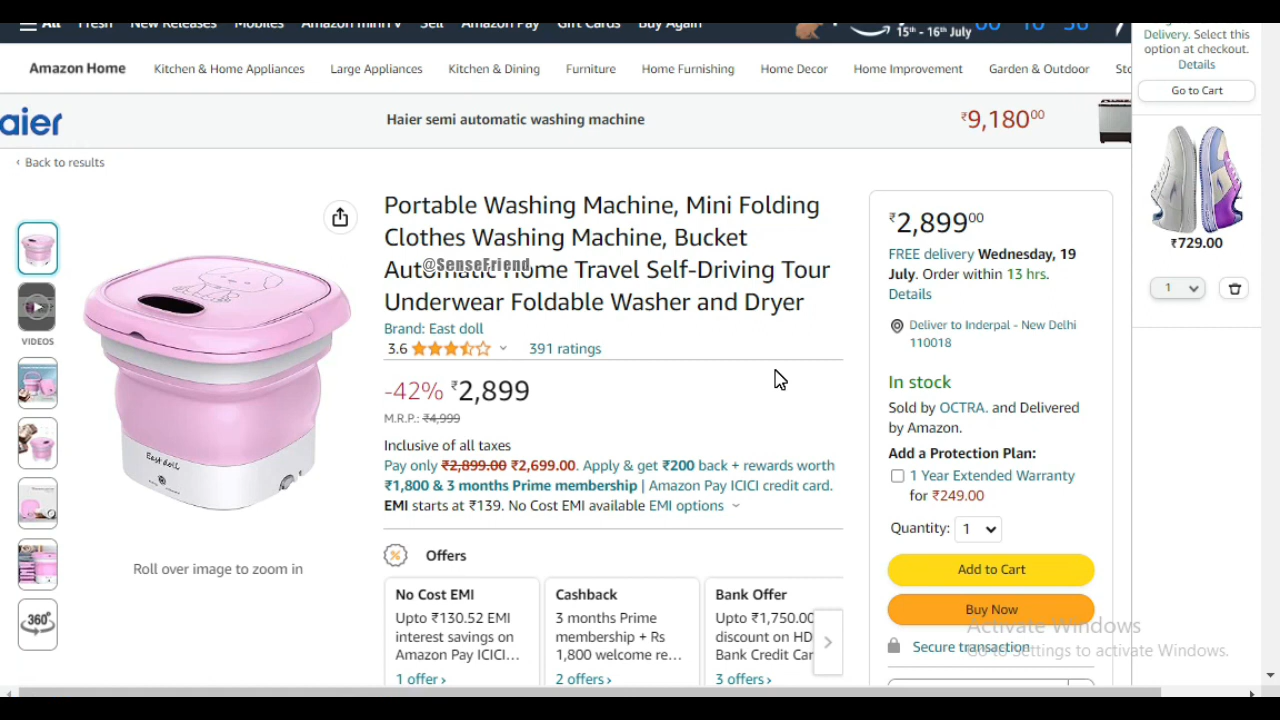 All Fresh New Releases Mobiles Amazon miniTV Sell Amazon Pay Gift Cards Buy Again
15th - 16th July
Delivery. Select this
option at checkout.
Details
Go to Cart
Amazon Home Kitchen & Home Appliances Large Appliances Kitchen & Dining Furniture Home Furnishing Home Decor Home Improvement Garden & Outdoor
aier
Haier semi automatic washing machine
₹9,18000
‹ Back to results
Portable Washing Machine, Mini Folding
Clothes Washing Machine, Bucket
Automatic Home Travel Self-Driving Tour
Underwear Foldable Washer and Dryer
@SenseFriend
Brand: East doll
3.6 391 ratings
-42% ₹2,899
M.R.P.: ₹4,999
Inclusive of all taxes
Pay only ₹2,899.00 ₹2,699.00. Apply & get ₹200 back + rewards worth
₹1,800 & 3 months Prime membership | Amazon Pay ICICI credit card.
EMI starts at ₹139. No Cost EMI available EMI options
Offers
No Cost EMI
Upto ₹130.52 EMI
interest savings on
Amazon Pay ICICI...
1 offer ›
Cashback
3 months Prime
membership + Rs
1,800 welcome re...
2 offers ›
Bank Offer
Upto ₹1,750.00
discount on HD
Bank Credit Car
3 offers ›
VIDEOS
360°
East doll
Roll over image to zoom in
₹2,89900
FREE delivery Wednesday, 19
July. Order within 13 hrs.
Details
Deliver to Inderpal - New Delhi
110018
In stock
Sold by OCTRA. and Delivered
by Amazon.
Add a Protection Plan:
1 Year Extended Warranty
for ₹249.00
Quantity: 1
Add to Cart
Buy Now
Secure transaction
₹729.00
1
Activate Windows
Go to Settings to activate Windows.